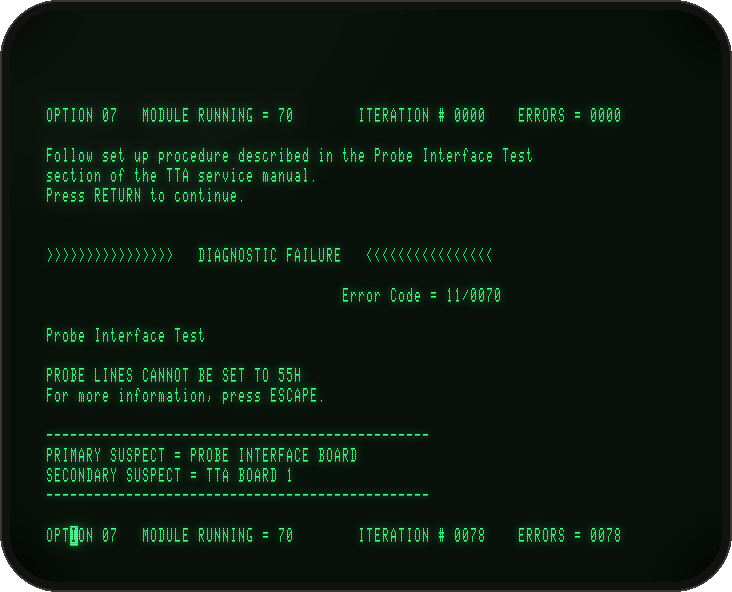 OPTION 07   MODULE RUNNING = 70        ITERATION # 0000    ERRORS = 0000
Follow set up procedure described in the Probe Interface Test
section of the TTA service manual.
Press RETURN to continue.
>>>>>>>>>>>>>>>>   DIAGNOSTIC FAILURE   <<<<<<<<<<<<<<<<
Error Code = 11/0070
Probe Interface Test
PROBE LINES CANNOT BE SET TO 55H
For more information, press ESCAPE.
------------------------------------------------
PRIMARY SUSPECT = PROBE INTERFACE BOARD
SECONDARY SUSPECT = TTA BOARD 1
------------------------------------------------
OPTION 07   MODULE RUNNING = 70        ITERATION # 0078    ERRORS = 0078